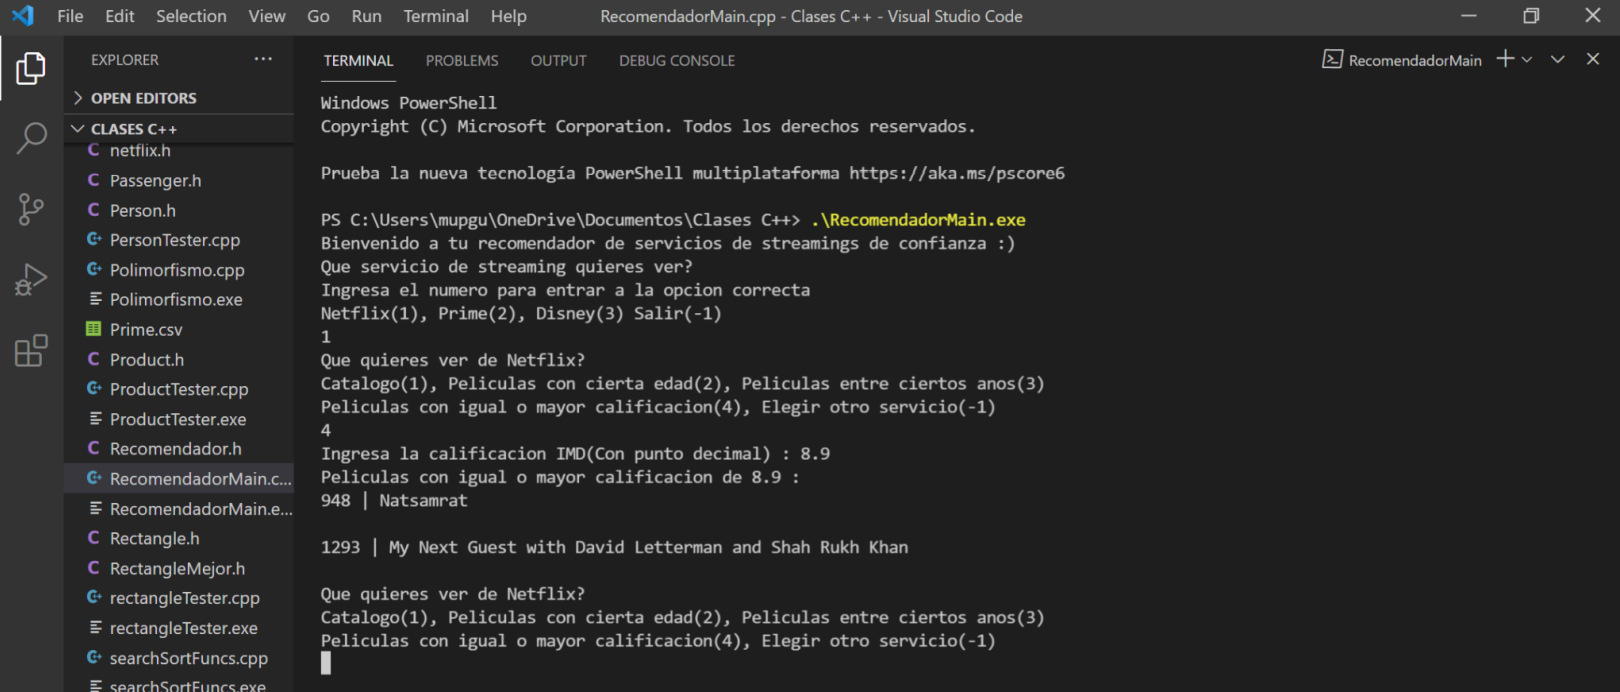 File Edit Selection View Go Run Terminal Help RecomendadorMain.cpp - Clases C++ - Visual Studio Code
EXPLORER ...
OPEN EDITORS
CLASES C++
netflix.h
Passenger.h
Person.h
PersonTester.cpp
Polimorfismo.cpp
Polimorfismo.exe
Prime.csv
Product.h
ProductTester.cpp
ProductTester.exe
Recomendador.h
RecomendadorMain.c...
RecomendadorMain.e...
Rectangle.h
RectangleMejor.h
rectangleTester.cpp
rectangleTester.exe
searchSortFuncs.cpp
searchSortFuncs.exe
TERMINAL PROBLEMS OUTPUT DEBUG CONSOLE RecomendadorMain
Windows PowerShell
Copyright (C) Microsoft Corporation. Todos los derechos reservados.
Prueba la nueva tecnología PowerShell multiplataforma https://aka.ms/pscore6
PS C:\Users\mupgu\OneDrive\Documentos\Clases C++> .\RecomendadorMain.exe
Bienvenido a tu recomendador de servicios de streamings de confianza :)
Que servicio de streaming quieres ver?
Ingresa el numero para entrar a la opcion correcta
Netflix(1), Prime(2), Disney(3) Salir(-1)
1
Que quieres ver de Netflix?
Catalogo(1), Peliculas con cierta edad(2), Peliculas entre ciertos anos(3)
Peliculas con igual o mayor calificacion(4), Elegir otro servicio(-1)
4
Ingresa la calificacion IMD(Con punto decimal) : 8.9
Peliculas con igual o mayor calificacion de 8.9 :
948 | Natsamrat
1293 | My Next Guest with David Letterman and Shah Rukh Khan
Que quieres ver de Netflix?
Catalogo(1), Peliculas con cierta edad(2), Peliculas entre ciertos anos(3)
Peliculas con igual o mayor calificacion(4), Elegir otro servicio(-1)